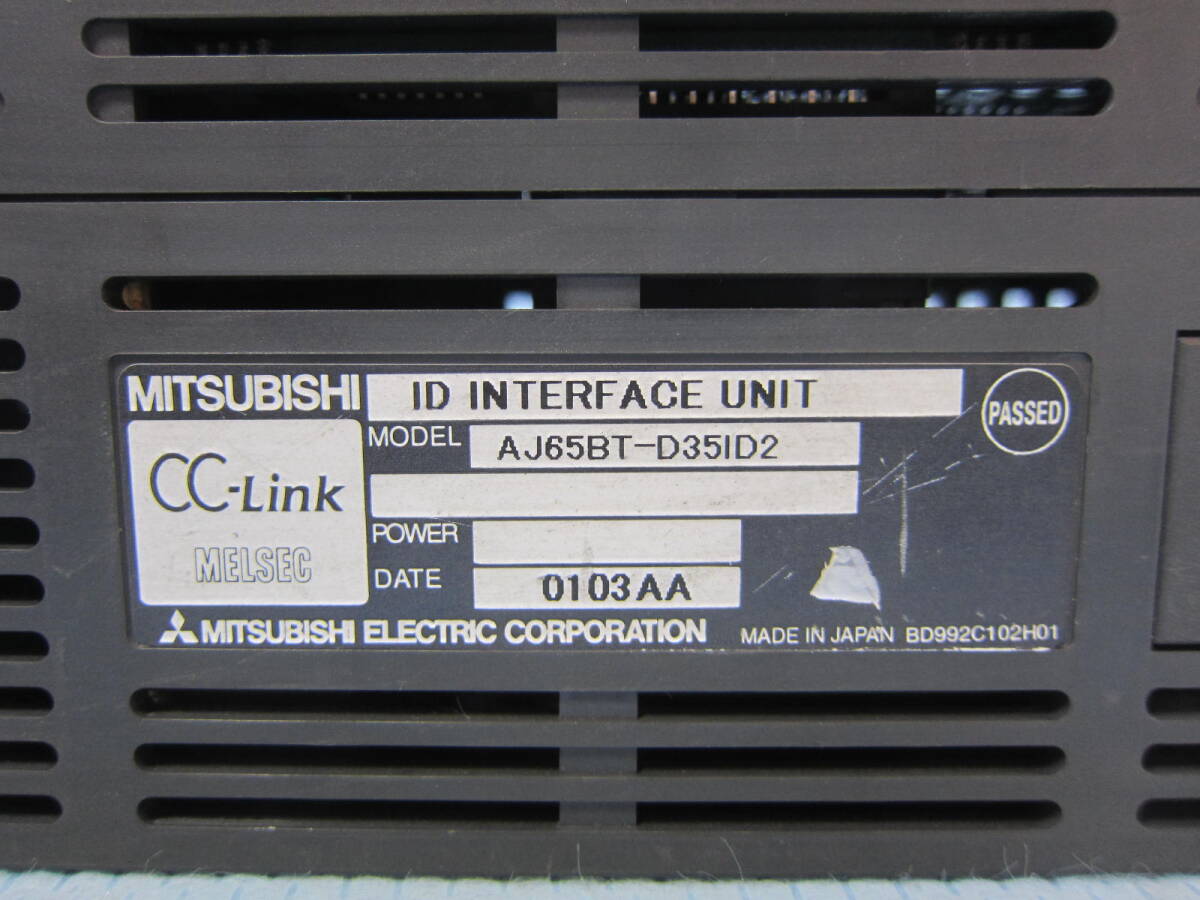 MITSUBISHI ID INTERFACE UNIT
PASSED
MODEL AJ65BT-D35ID2
CC-Link
MELSEC
POWER
DATE 0103AA
MITSUBISHI ELECTRIC CORPORATION MADE IN JAPAN BD992C102H01